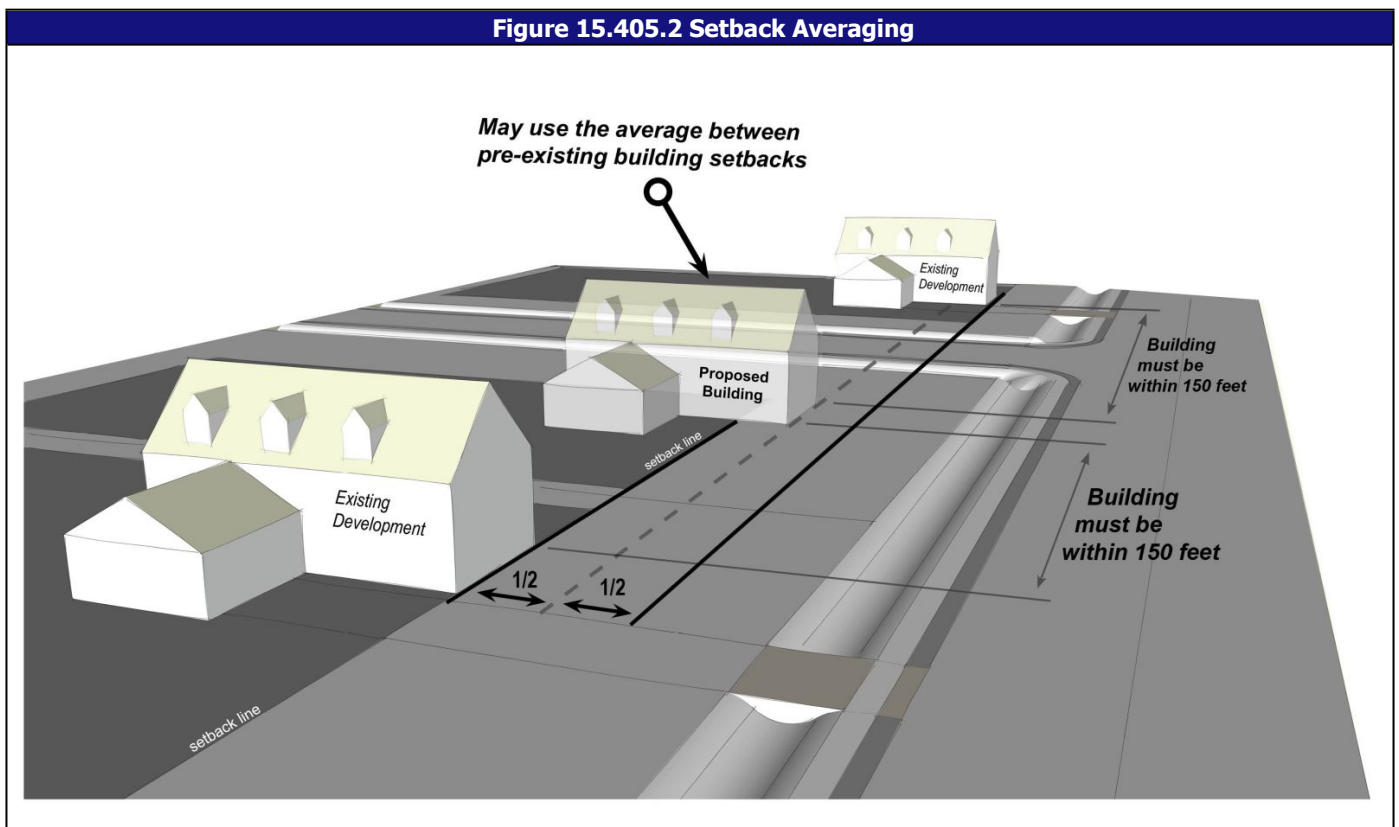 Figure 15.405.2 Setback Averaging
May use the average between
pre-existing building setbacks
Existing
Development
Building
must be
within 150 feet
Proposed
Building
setback line
Building
must be
within 150 feet
Existing
Development
1/2
1/2
setback line